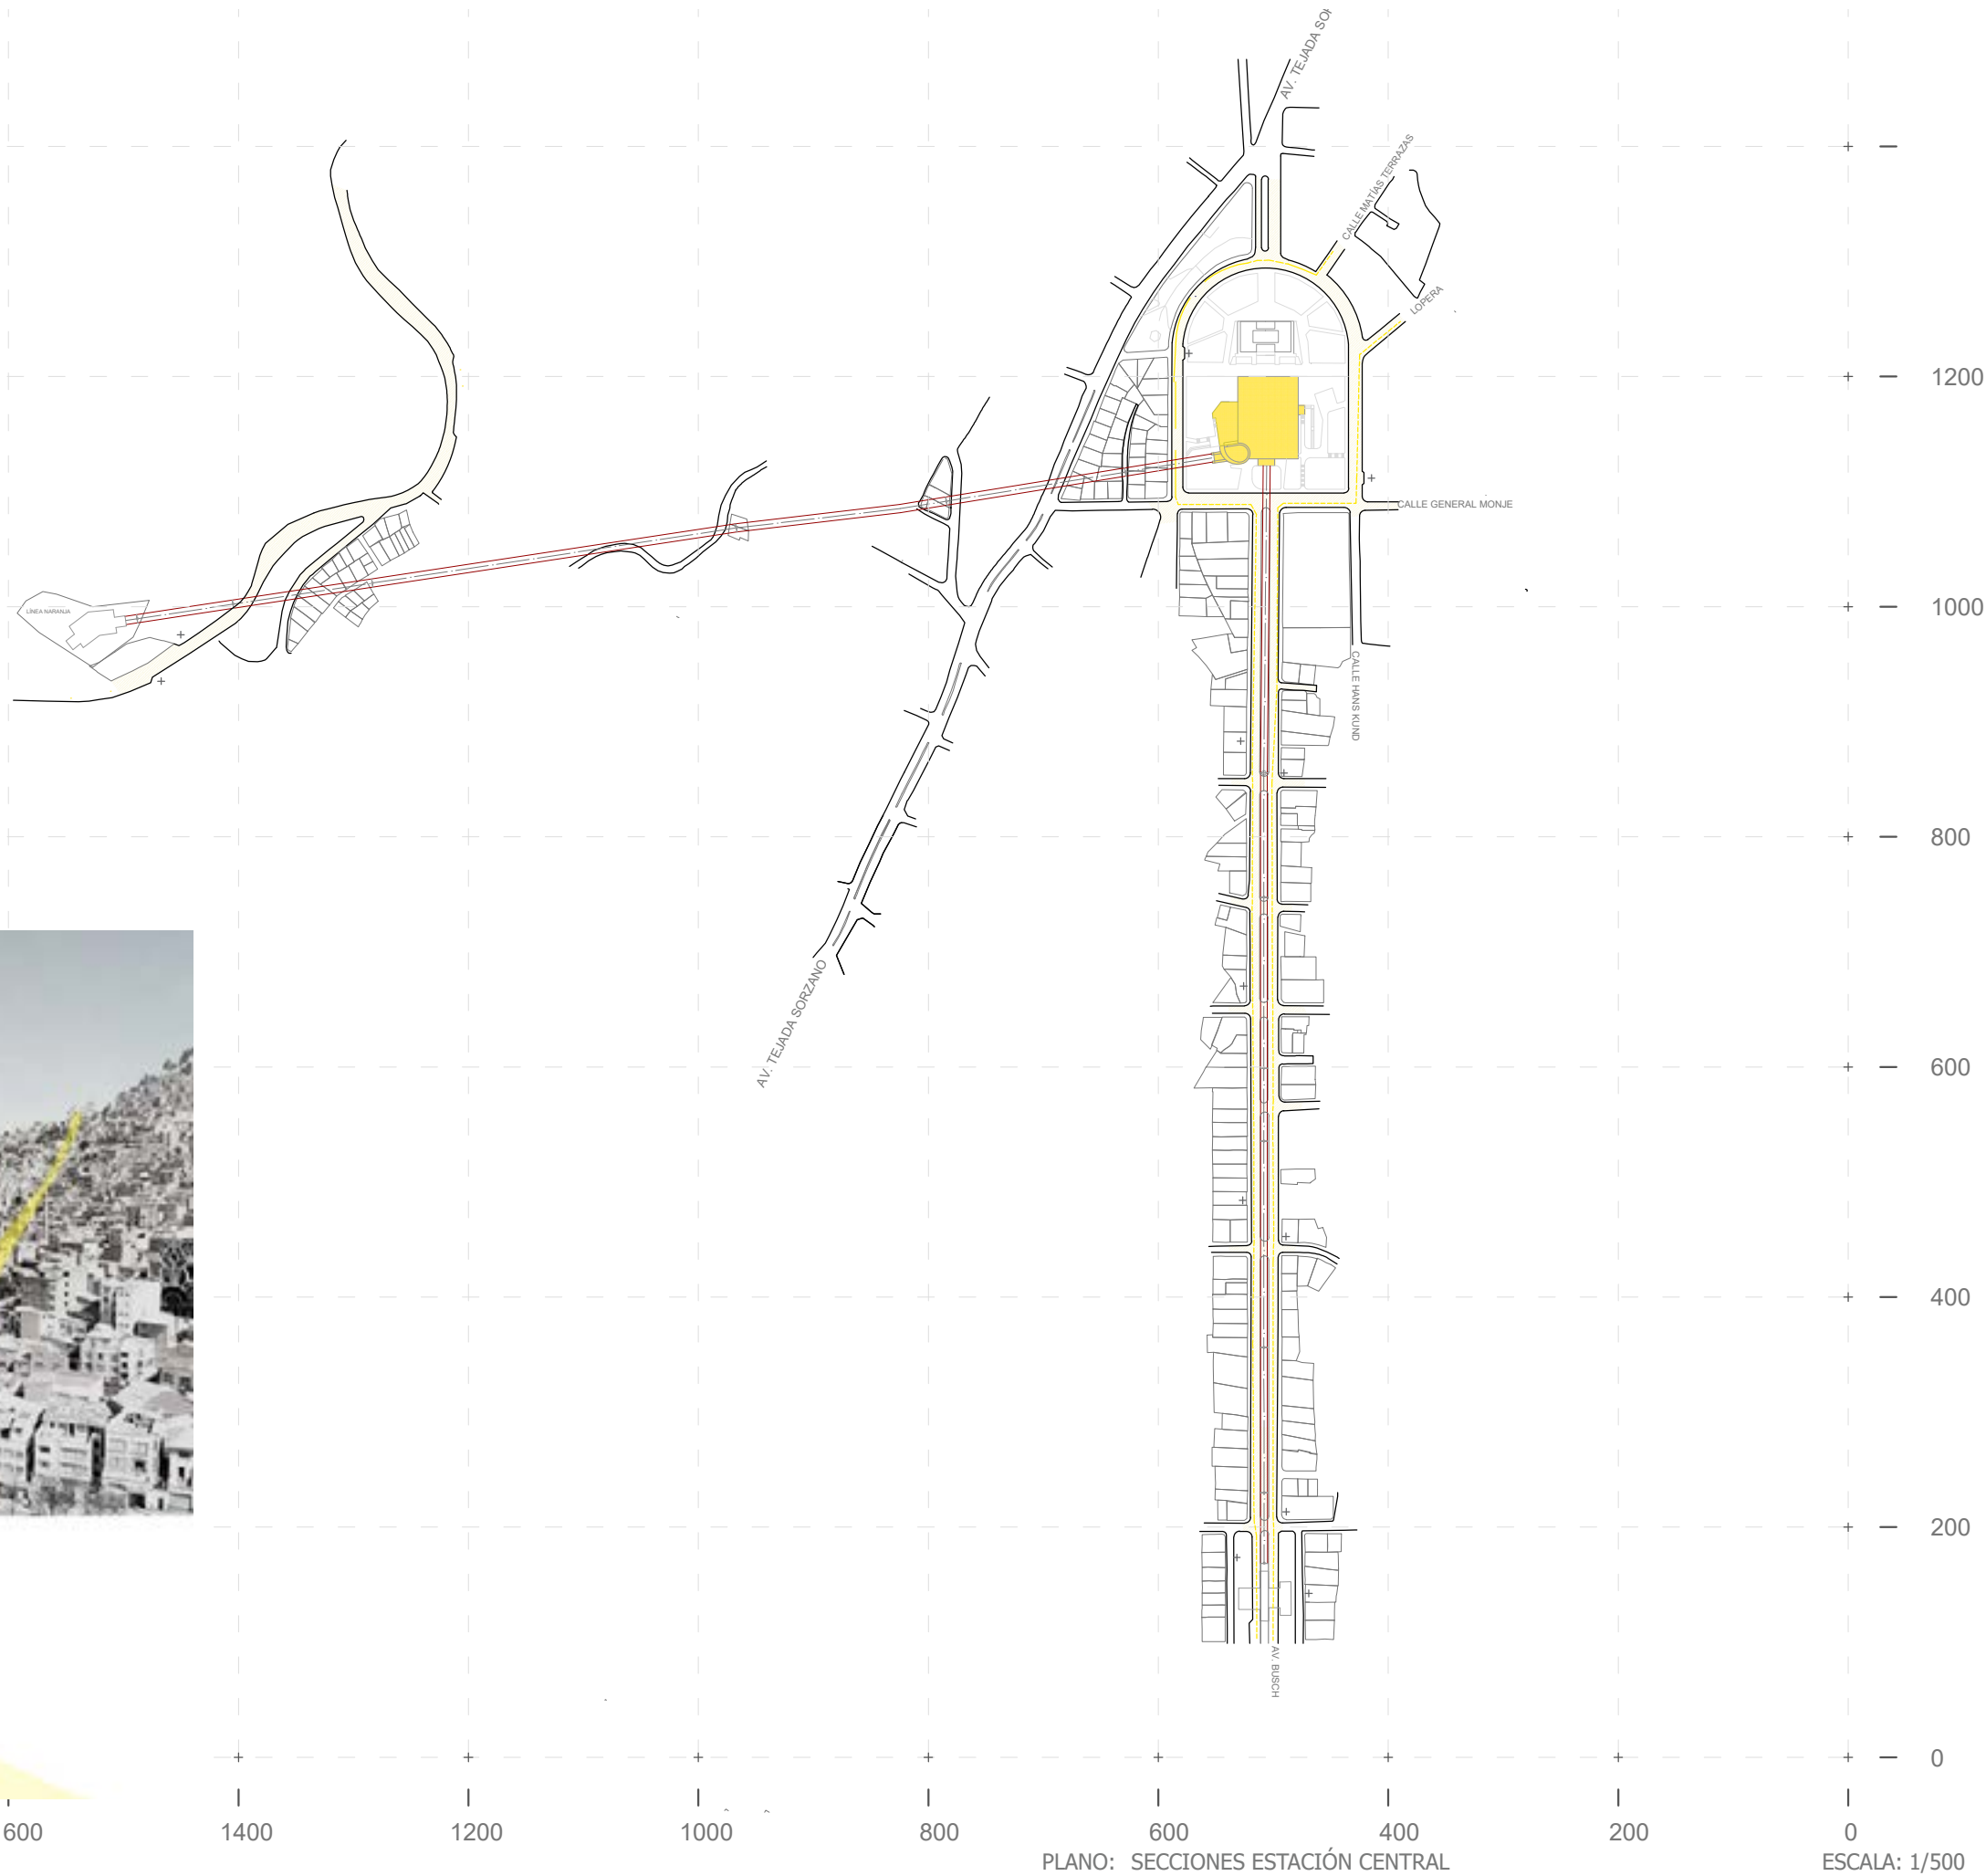 AV. TEJADA SO
CALLE MATÍAS TERRAZAS
LOPERA
1200
CALLE GENERAL MONJE
LÍNEA NARANJA
1000
CALLE HANS KUND
800
AV. TEJADA SORZANO
600
400
200
AV. BUSCH
0
600 1400 1200 1000 800 600 400 200 0
PLANO: SECCIONES ESTACIÓN CENTRAL ESCALA: 1/500